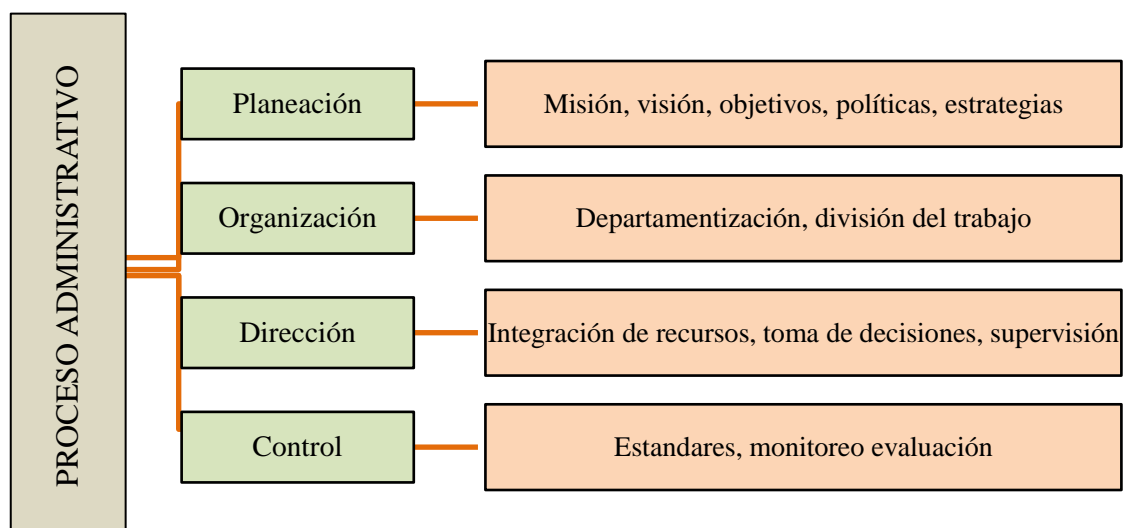 PROCESO ADMINISTRATIVO
Planeación
Misión, visión, objetivos, políticas, estrategias
Organización
Departamentización, división del trabajo
Dirección
Integración de recursos, toma de decisiones, supervisión
Control
Estandares, monitoreo evaluación